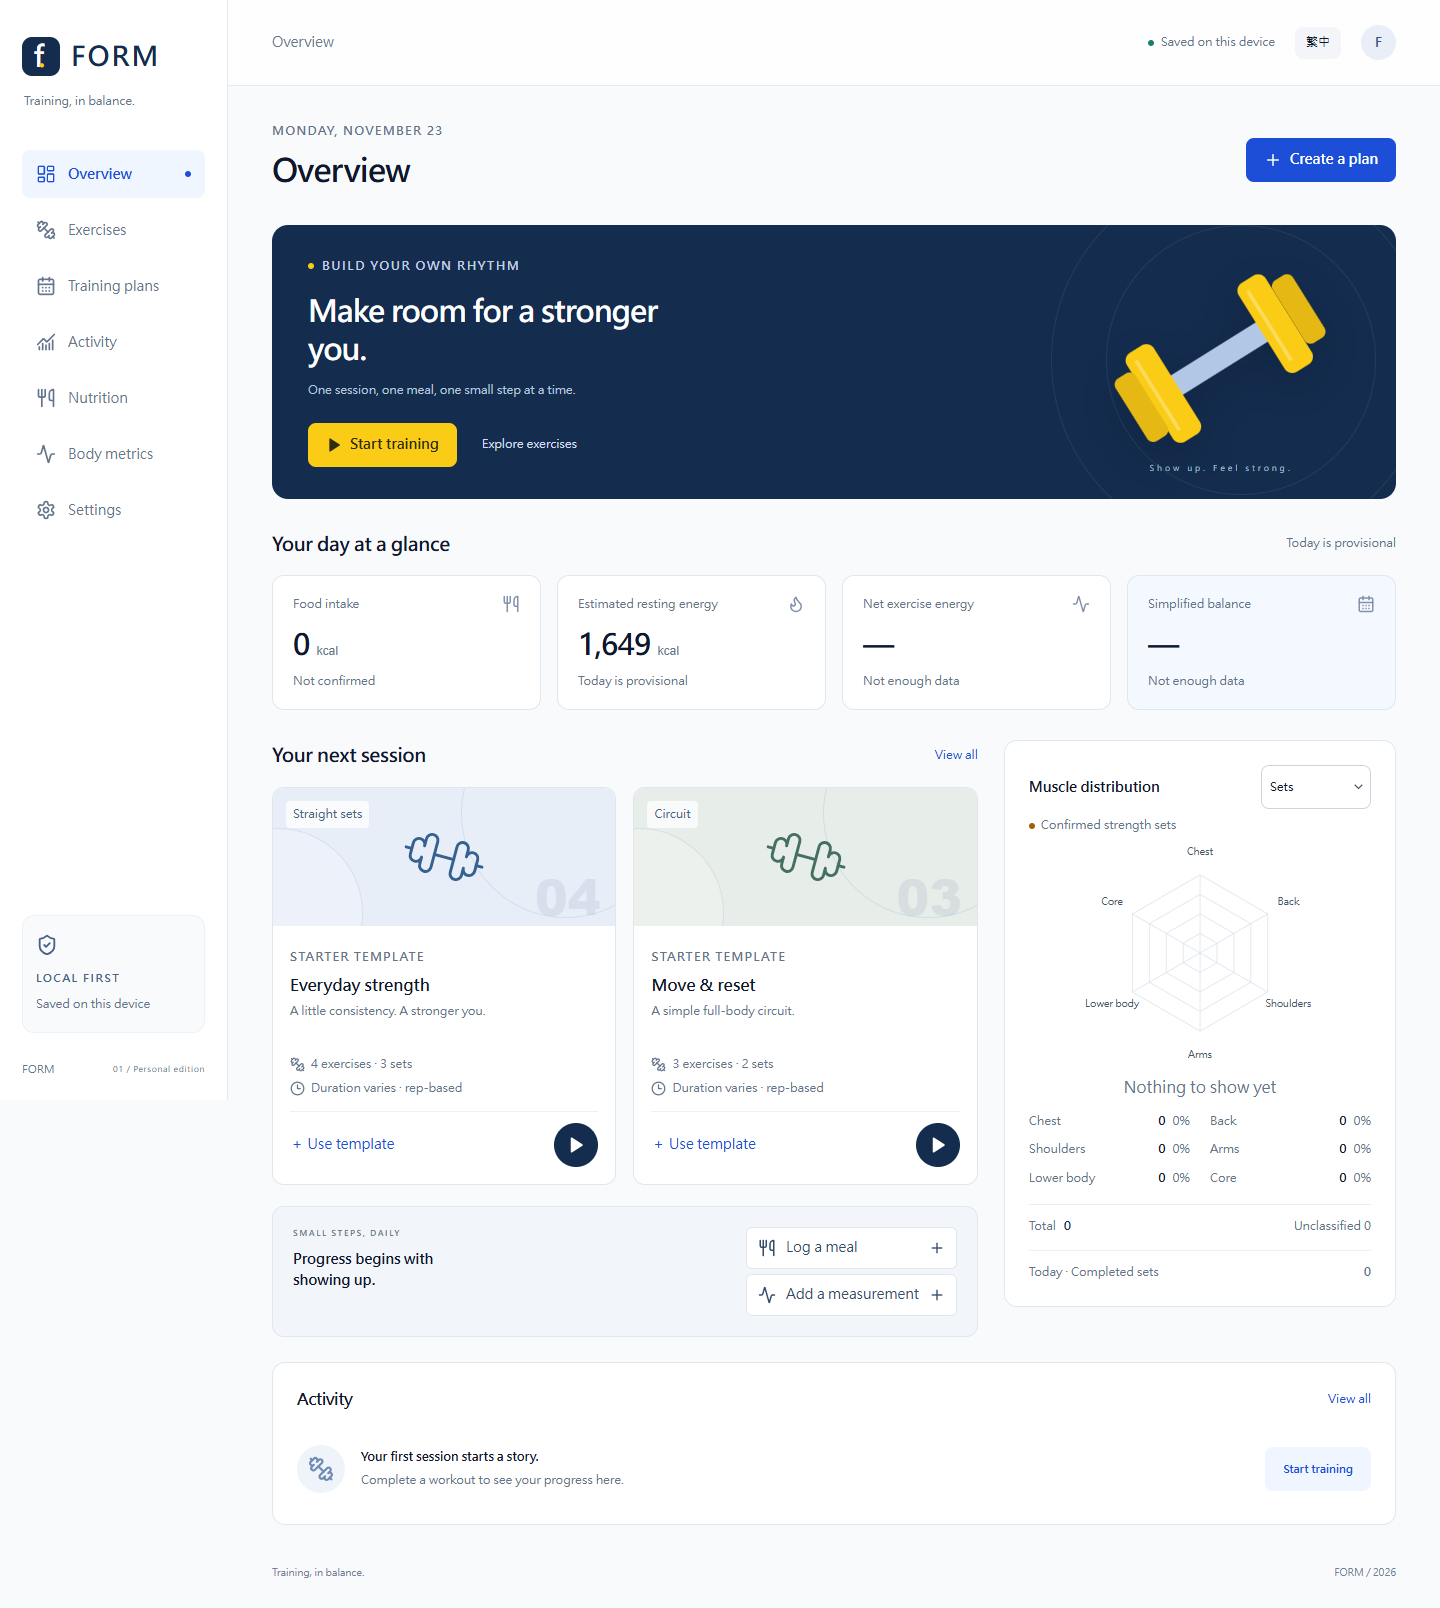 f FORM
Training, in balance.
Overview
Exercises
Training plans
Activity
Nutrition
Body metrics
Settings
LOCAL FIRST
Saved on this device
FORM
01 / Personal edition
Overview
Saved on this device
繁中
F
MONDAY, NOVEMBER 23
Overview
+ Create a plan
BUILD YOUR OWN RHYTHM
Make room for a stronger
you.
One session, one meal, one small step at a time.
Start training
Explore exercises
Show up. Feel strong.
Your day at a glance
Today is provisional
Food intake
0 kcal
Not confirmed
Estimated resting energy
1,649 kcal
Today is provisional
Net exercise energy
—
Not enough data
Simplified balance
—
Not enough data
Your next session
View all
Straight sets
04
STARTER TEMPLATE
Everyday strength
A little consistency. A stronger you.
4 exercises · 3 sets
Duration varies · rep-based
+ Use template
Circuit
03
STARTER TEMPLATE
Move & reset
A simple full-body circuit.
3 exercises · 2 sets
Duration varies · rep-based
+ Use template
SMALL STEPS, DAILY
Progress begins with
showing up.
Log a meal +
Add a measurement +
Muscle distribution
Sets
Confirmed strength sets
Chest
Core
Back
Lower body
Shoulders
Arms
Nothing to show yet
Chest 0 0% Back 0 0%
Shoulders 0 0% Arms 0 0%
Lower body 0 0% Core 0 0%
Total 0 Unclassified 0
Today · Completed sets 0
Activity
View all
Your first session starts a story.
Complete a workout to see your progress here.
Start training
Training, in balance.
FORM / 2026